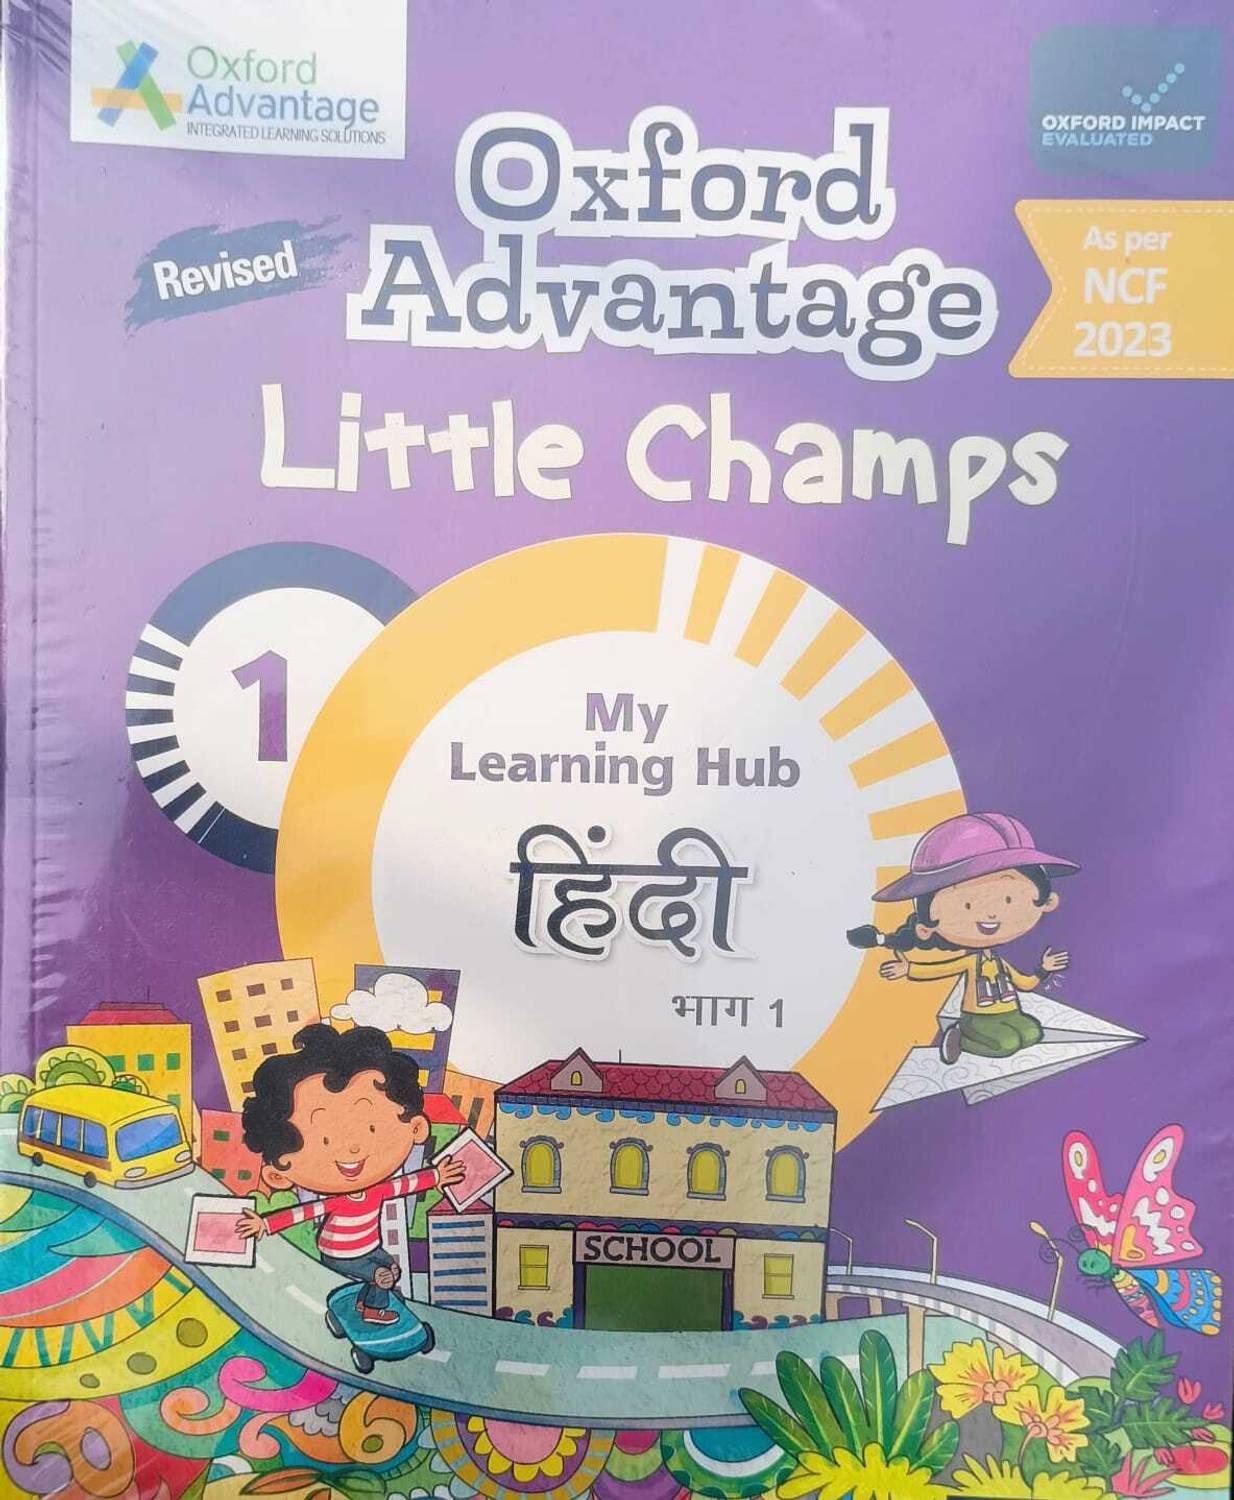 Oxford
Advantage
INTEGRATED LEARNING SOLUTIONS
OXFORD IMPACT
EVALUATED
Oxford
Advantage
Revised
As per
NCF
2023
Little Champs
1
My
Learning Hub
हिंदी
भाग 1
SCHOOL